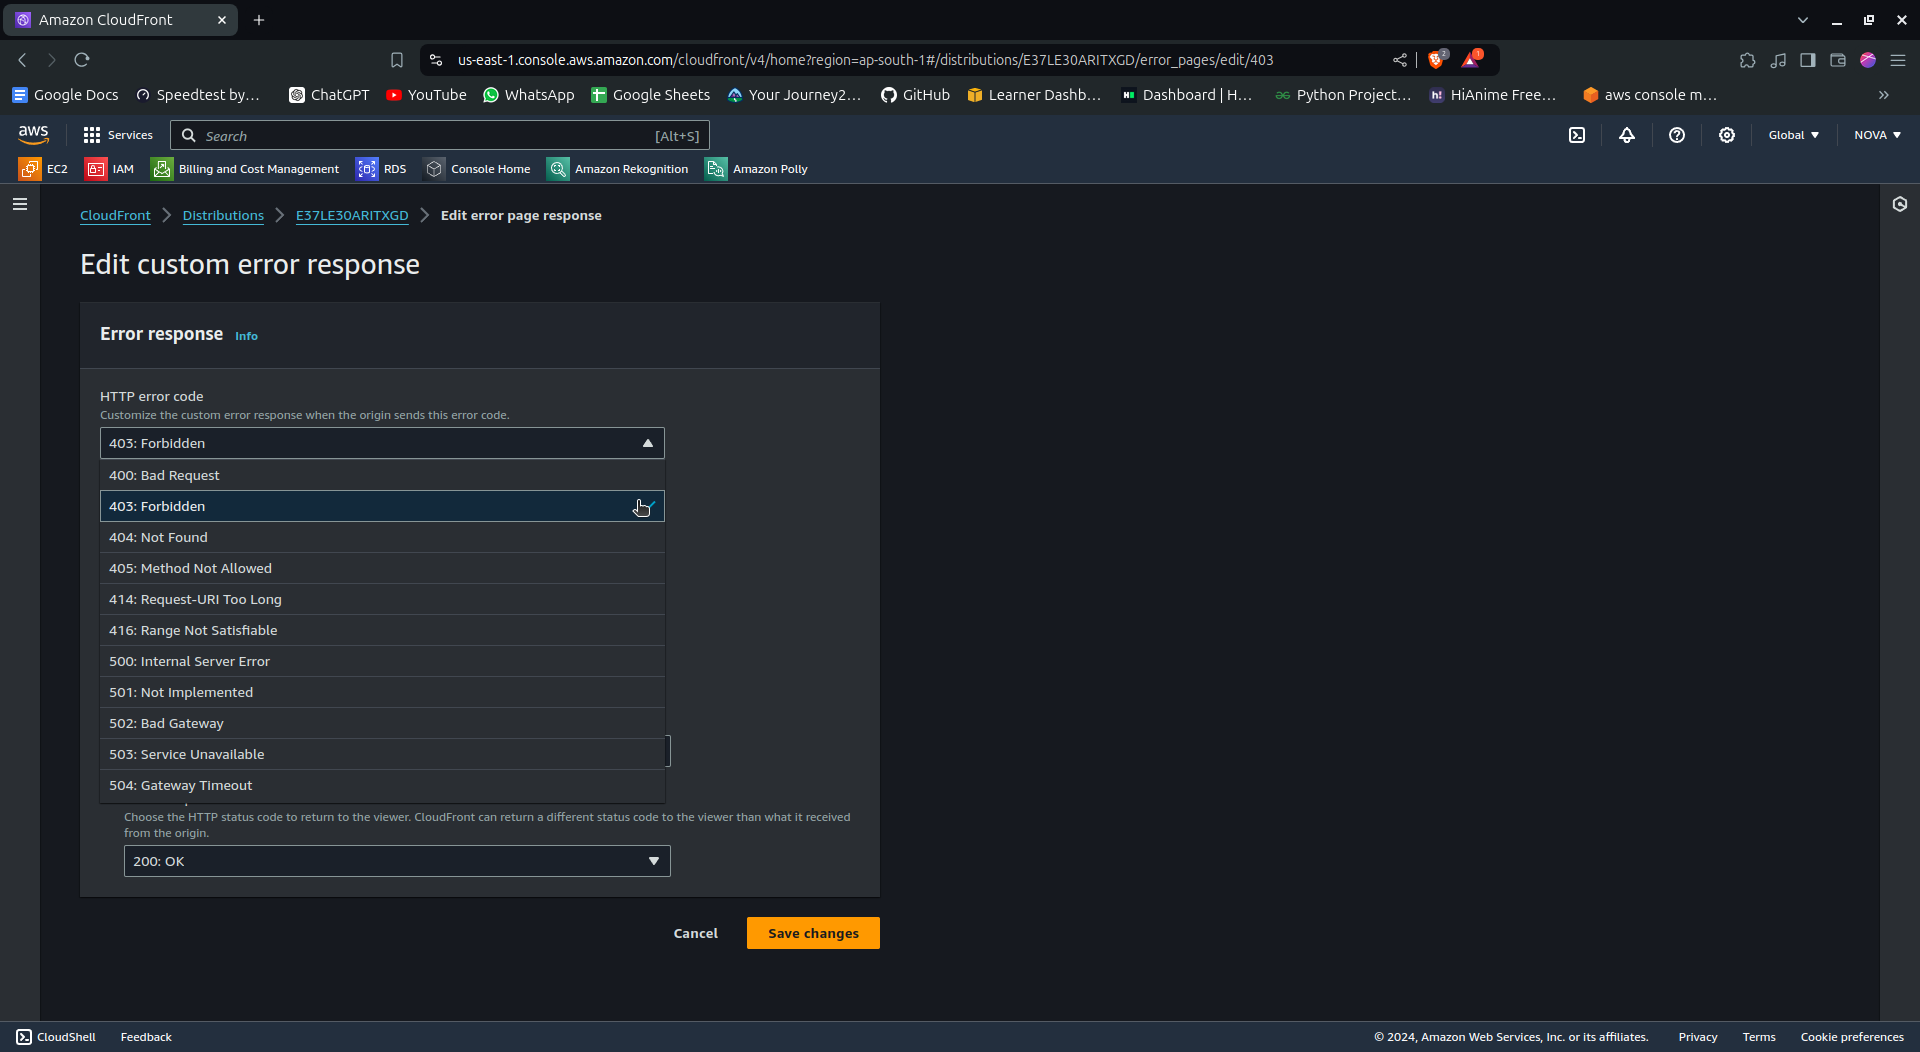 Amazon CloudFront
us-east-1.console.aws.amazon.com/cloudfront/v4/home?region=ap-south-1#/distributions/E37LE30ARITXGD/error_pages/edit/403
2
1
Google Docs
Speedtest by...
ChatGPT
YouTube
WhatsApp
Google Sheets
Your Journey2...
GitHub
Learner Dashb...
Dashboard | H...
Python Project...
HiAnime Free...
aws console m...
aws
Services
Search
[Alt+S]
Global
NOVA
EC2
IAM
Billing and Cost Management
RDS
Console Home
Amazon Rekognition
Amazon Polly
CloudFront
Distributions
E37LE30ARITXGD
Edit error page response
Edit custom error response
Error response Info
HTTP error code
Customize the custom error response when the origin sends this error code.
403: Forbidden
400: Bad Request
403: Forbidden
404: Not Found
405: Method Not Allowed
414: Request-URI Too Long
416: Range Not Satisfiable
500: Internal Server Error
501: Not Implemented
502: Bad Gateway
503: Service Unavailable
504: Gateway Timeout
Choose the HTTP status code to return to the viewer. CloudFront can return a different status code to the viewer than what it received
from the origin.
200: OK
Cancel
Save changes
CloudShell
Feedback
© 2024, Amazon Web Services, Inc. or its affiliates.
Privacy
Terms
Cookie preferences